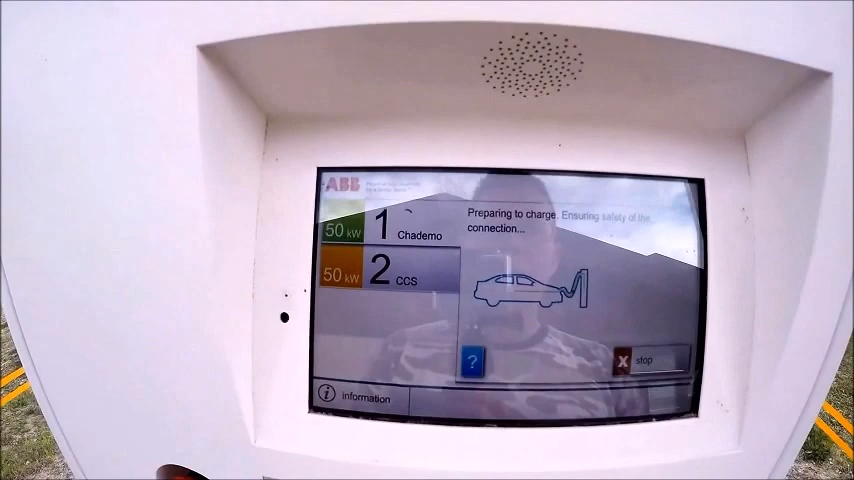 ABB
50 kW 1 Chademo
50 kW 2 CCS
Preparing to charge. Ensuring safety of the
connection...
?
X stop
i information